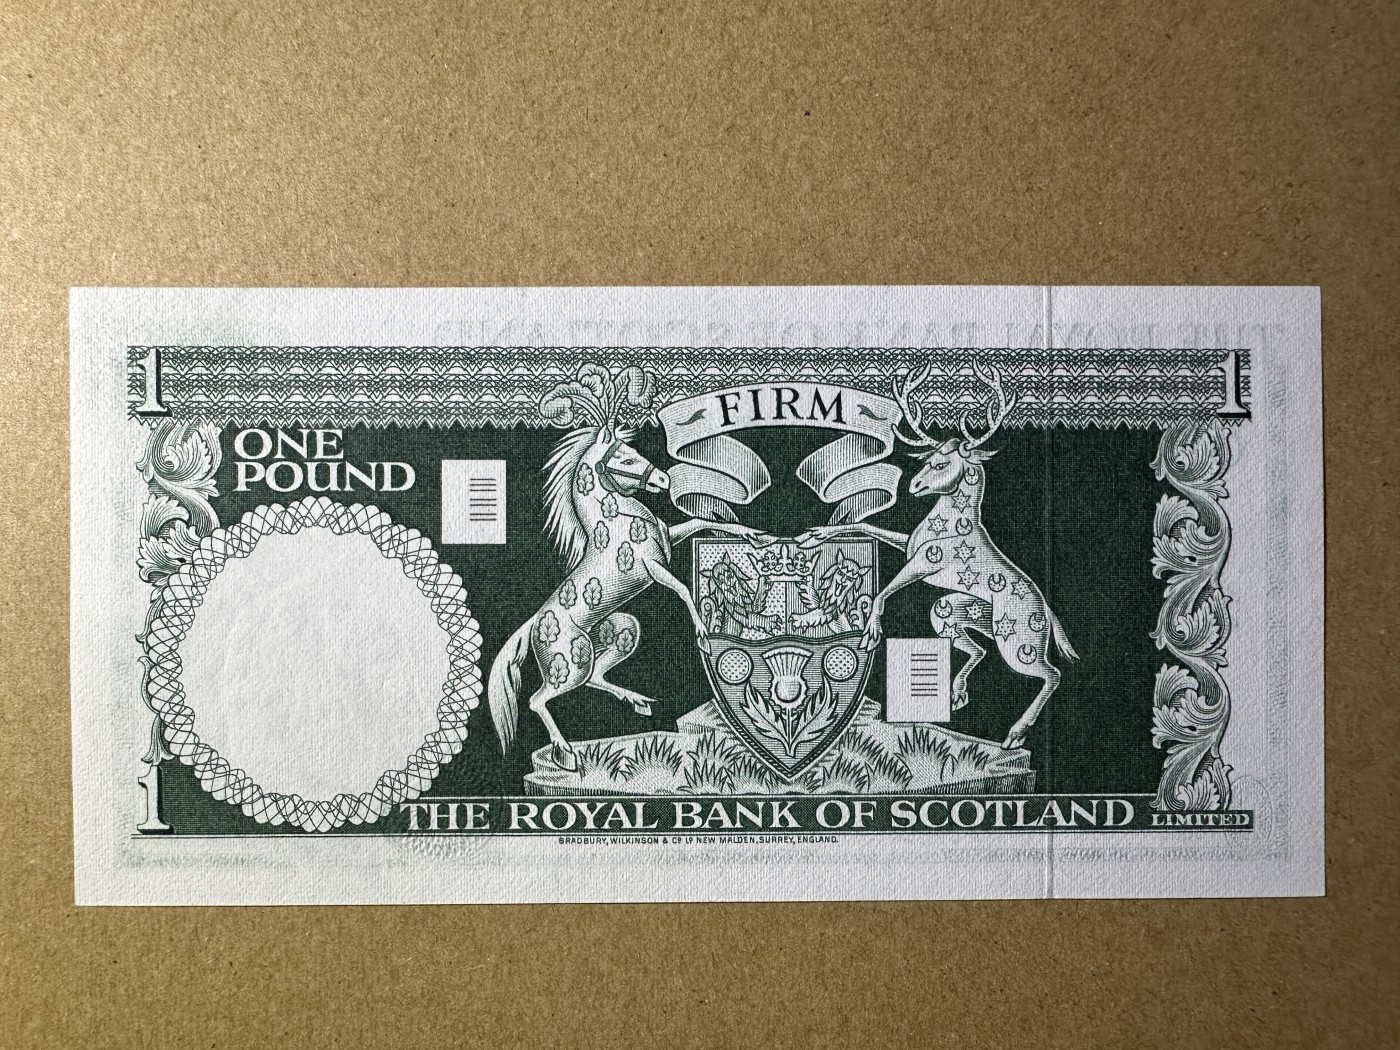 1
1
FIRM
ONE
POUND
1
THE ROYAL BANK OF SCOTLAND LIMITED
BRADBURY, WILKINSON & Cº Lº NEW MALDEN, SURREY, ENGLAND.